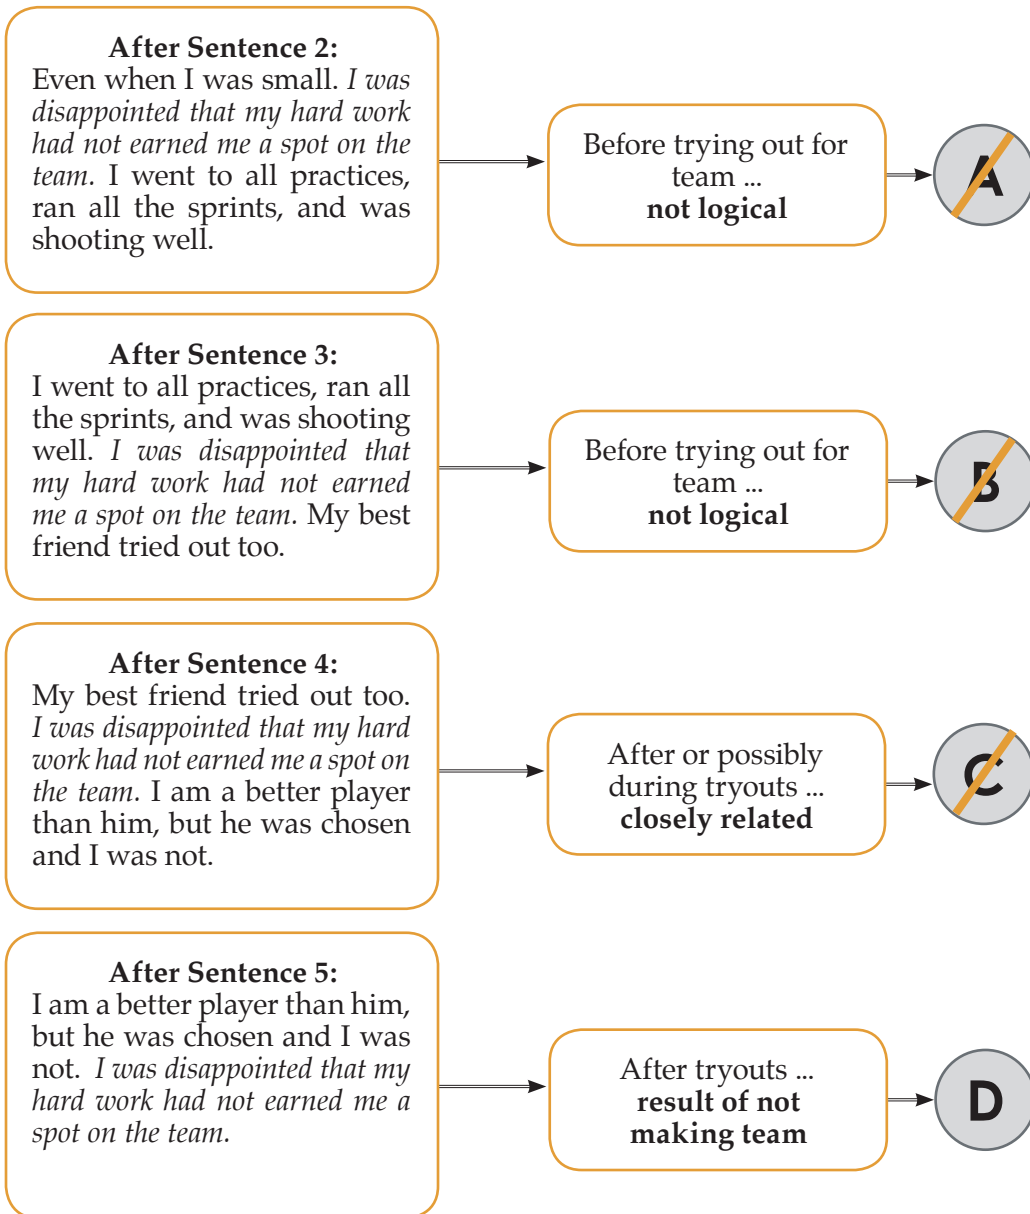 After Sentence 2:
Even when I was small. I was
disappointed that my hard work
had not earned me a spot on the
team. I went to all practices,
ran all the sprints, and was
shooting well.
Before trying out for
team ...
not logical
A
After Sentence 3:
I went to all practices, ran all
the sprints, and was shooting
well. I was disappointed that
my hard work had not earned
me a spot on the team. My best
friend tried out too.
Before trying out for
team ...
not logical
B
After Sentence 4:
My best friend tried out too.
I was disappointed that my hard
work had not earned me a spot on
the team. I am a better player
than him, but he was chosen
and I was not.
After or possibly
during tryouts ...
closely related
C
After Sentence 5:
I am a better player than him,
but he was chosen and I was
not. I was disappointed that my
hard work had not earned me a
spot on the team.
After tryouts ...
result of not
making team
D